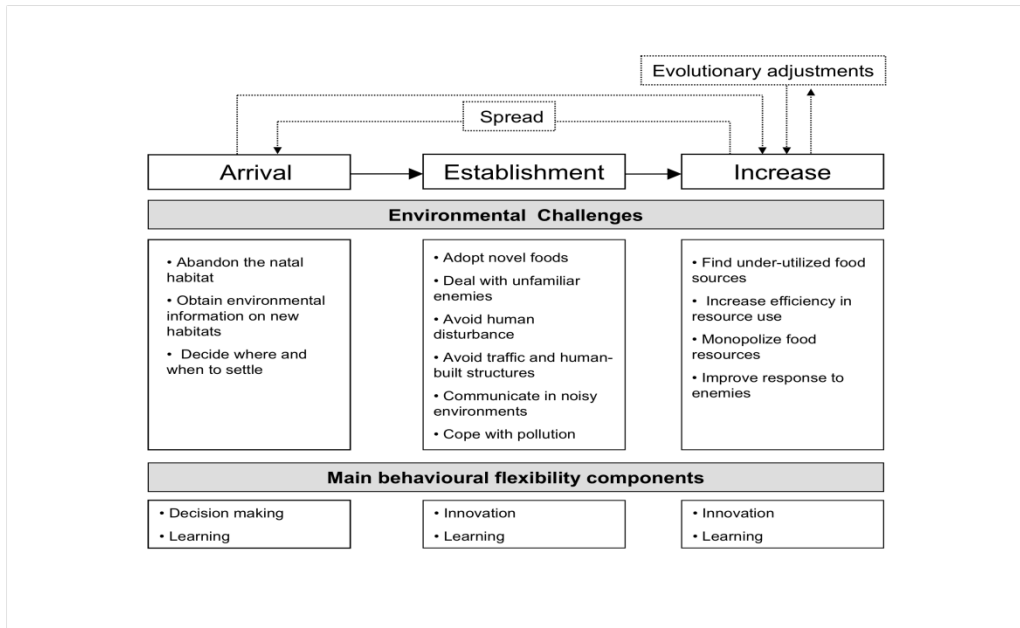 Evolutionary adjustments
Spread
Arrival
Establishment
Increase
Environmental Challenges
• Abandon the natal
habitat
• Obtain environmental
information on new
habitats
• Decide where and
when to settle
• Adopt novel foods
• Deal with unfamiliar
enemies
• Avoid human
disturbance
• Avoid traffic and human-
built structures
• Communicate in noisy
environments
• Cope with pollution
• Find under-utilized food
sources
• Increase efficiency in
resource use
• Monopolize food
resources
• Improve response to
enemies
Main behavioural flexibility components
• Decision making
• Learning
• Innovation
• Learning
• Innovation
• Learning